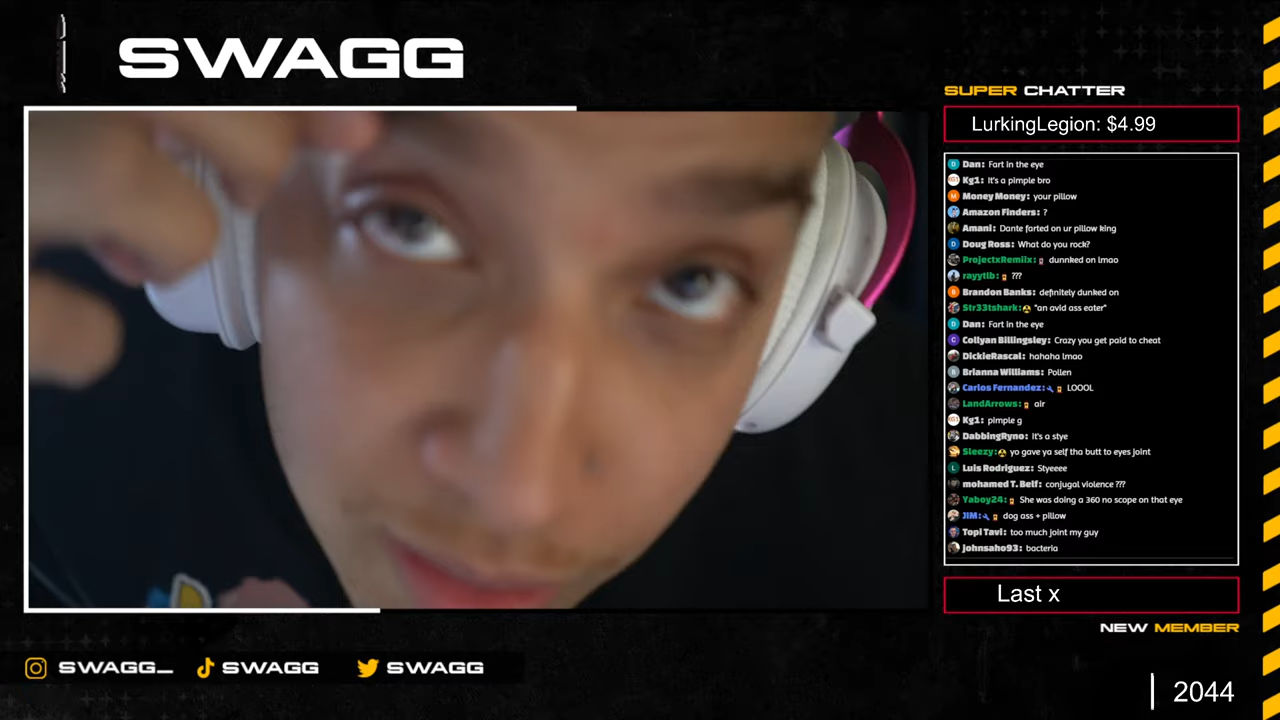 SWAGG
SUPER CHATTER
LurkingLegion: $4.99
Dan: Fart in the eye
Kg1: It's a pimple bro
Money Money: your pillow
Amazon Finders: ?
Amani: Dante farted on ur pillow king
Doug Ross: What do you rock?
ProjectxRemiix: dunnked on lmao
rayytlb: ???
Brandon Banks: definitely dunked on
Str33tshark: "an avid ass eater"
Dan: Fart in the eye
Collyan Billingsley: Crazy you get paid to cheat
DickieRascal: hahaha lmao
Brianna Williams: Pollen
Carlos Fernandez: LOOOL
LandArrows: air
Kg1: pimple g
DabbingRyno: It's a stye
Sleezy: yo gave ya self tha butt to eyes joint
Luis Rodriguez: Styeeee
mohamed T. Belf: conjugal violence ???
Yaboy24: She was doing a 360 no scope on that eye
JIM: dog ass + pillow
Topi Tavi: too much joint my guy
johnsaho93: bacteria
Last x
NEW MEMBER
SWAGG_ SWAGG SWAGG
2044